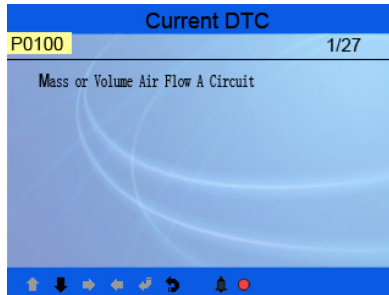 Current DTC
P0100 1/27
Mass or Volume Air Flow A Circuit